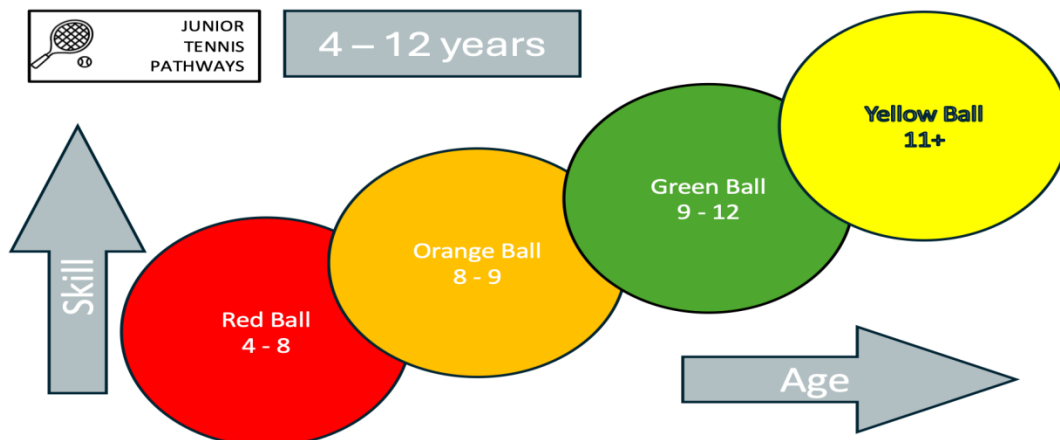 JUNIOR
TENNIS
PATHWAYS
4 – 12 years
Yellow Ball
11+
Green Ball
9 - 12
Orange Ball
8 - 9
Red Ball
4 - 8
Skill
Age